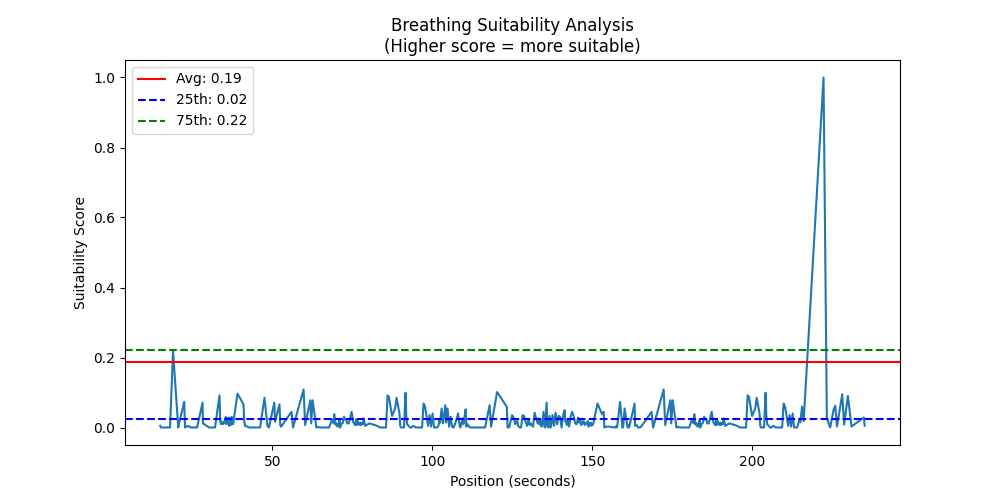 Breathing Suitability Analysis
(Higher score = more suitable)
Avg: 0.19
25th: 0.02
75th: 0.22
1.0
0.8
0.6
0.4
0.2
0.0
Suitability Score
50 100 150 200
Position (seconds)